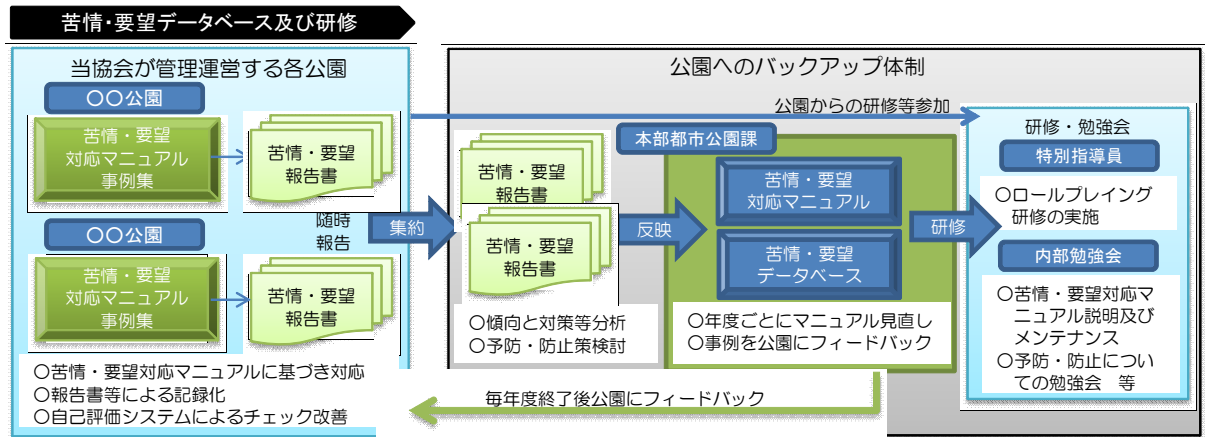 苦情・要望データベース及び研修
当協会が管理運営する各公園
〇〇公園
苦情・要望
対応マニュアル
事例集
苦情・要望
報告書
〇〇公園
苦情・要望
対応マニュアル
事例集
苦情・要望
報告書
随時
報告
集約
〇苦情・要望対応マニュアルに基づき対応
〇報告書等による記録化
〇自己評価システムによるチェック改善
公園へのバックアップ体制
公園からの研修等参加
苦情・要望
報告書
苦情・要望
報告書
〇傾向と対策等分析
〇予防・防止策検討
反映
本部都市公園課
苦情・要望
対応マニュアル
苦情・要望
データベース
〇年度ごとにマニュアル見直し
〇事例を公園にフィードバック
研修
研修・勉強会
特別指導員
〇ロールプレイング
研修の実施
内部勉強会
〇苦情・要望対応マ
ニュアル説明及び
メンテナンス
〇予防・防止につい
ての勉強会　等
毎年度終了後公園にフィードバック